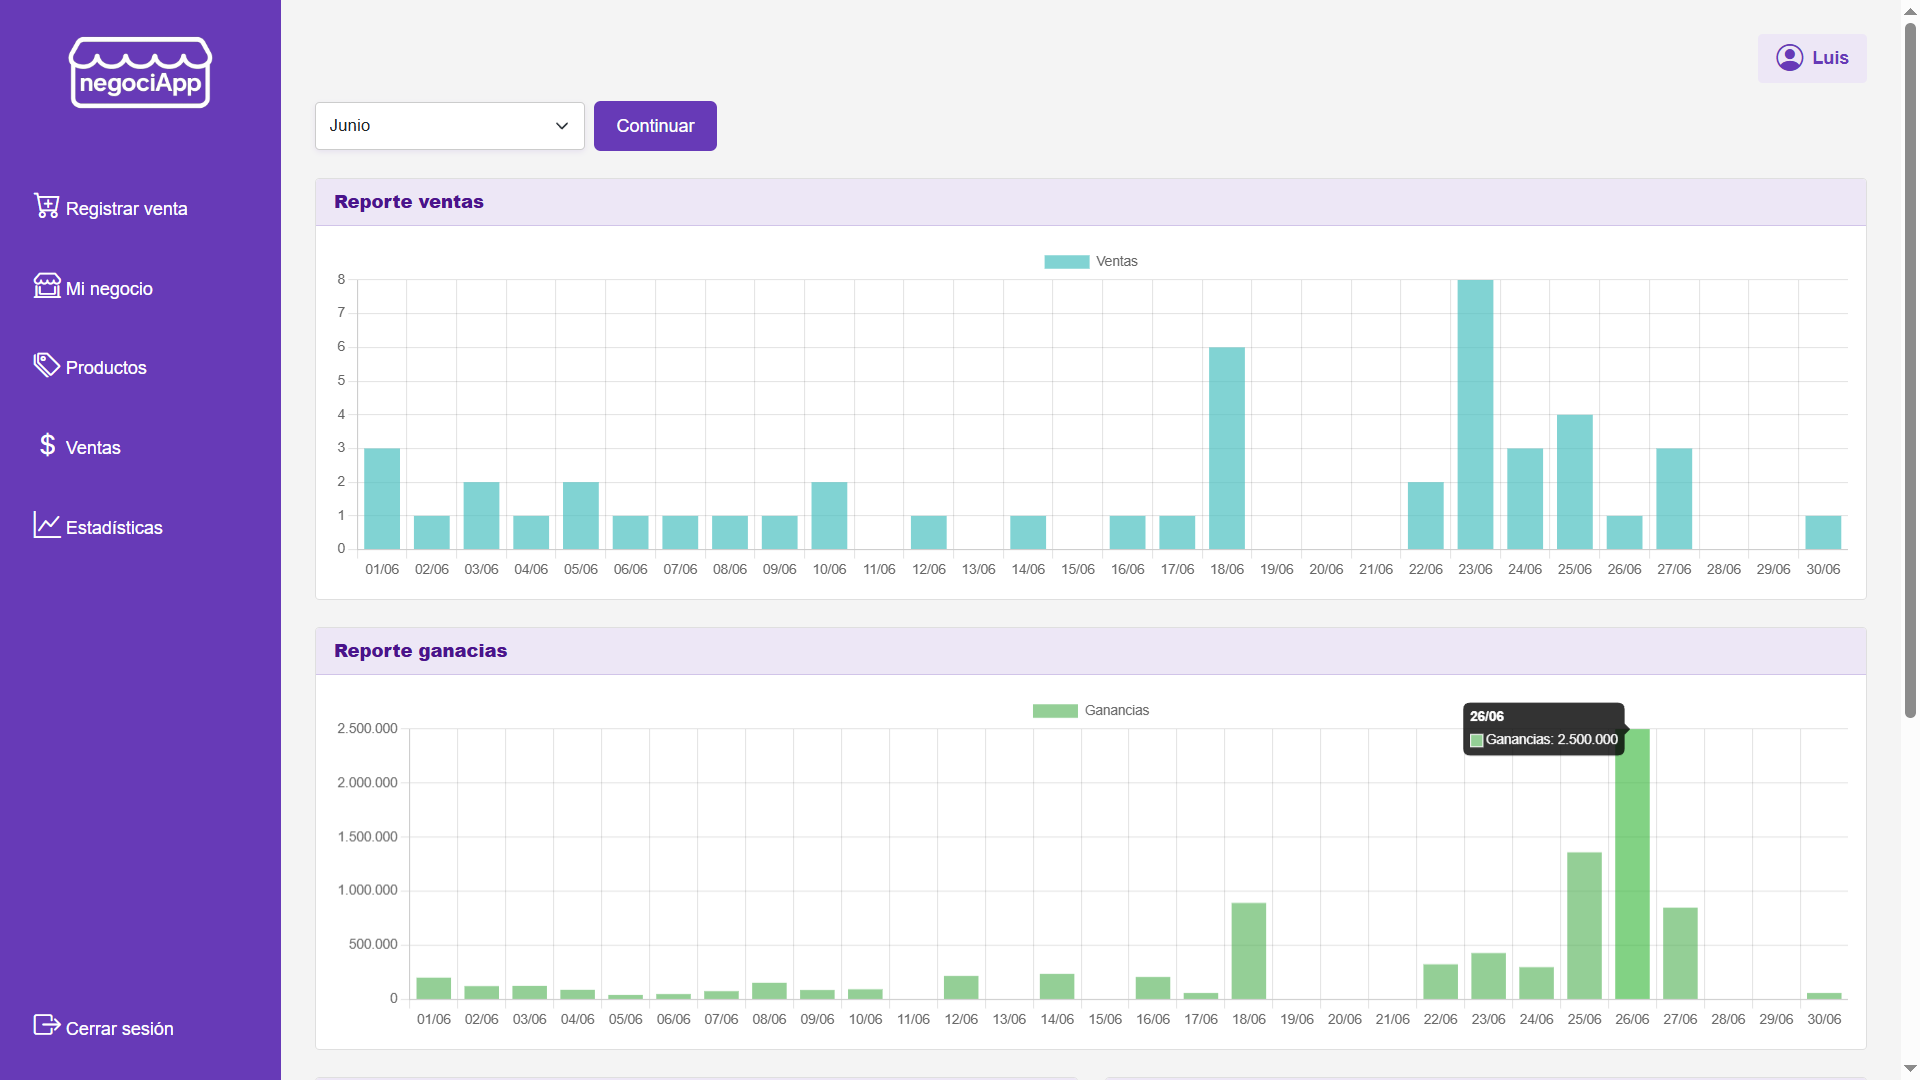 negociApp
Luis
Junio
Continuar
Registrar venta
Mi negocio
Productos
Ventas
Estadísticas
Cerrar sesión
Reporte ventas
Ventas
8
7
6
5
4
3
2
1
0
01/06 02/06 03/06 04/06 05/06 06/06 07/06 08/06 09/06 10/06 11/06 12/06 13/06 14/06 15/06 16/06 17/06 18/06 19/06 20/06 21/06 22/06 23/06 24/06 25/06 26/06 27/06 28/06 29/06 30/06
Reporte ganacias
Ganancias
26/06
Ganancias: 2.500.000
2.500.000
2.000.000
1.500.000
1.000.000
500.000
0
01/06 02/06 03/06 04/06 05/06 06/06 07/06 08/06 09/06 10/06 11/06 12/06 13/06 14/06 15/06 16/06 17/06 18/06 19/06 20/06 21/06 22/06 23/06 24/06 25/06 26/06 27/06 28/06 29/06 30/06